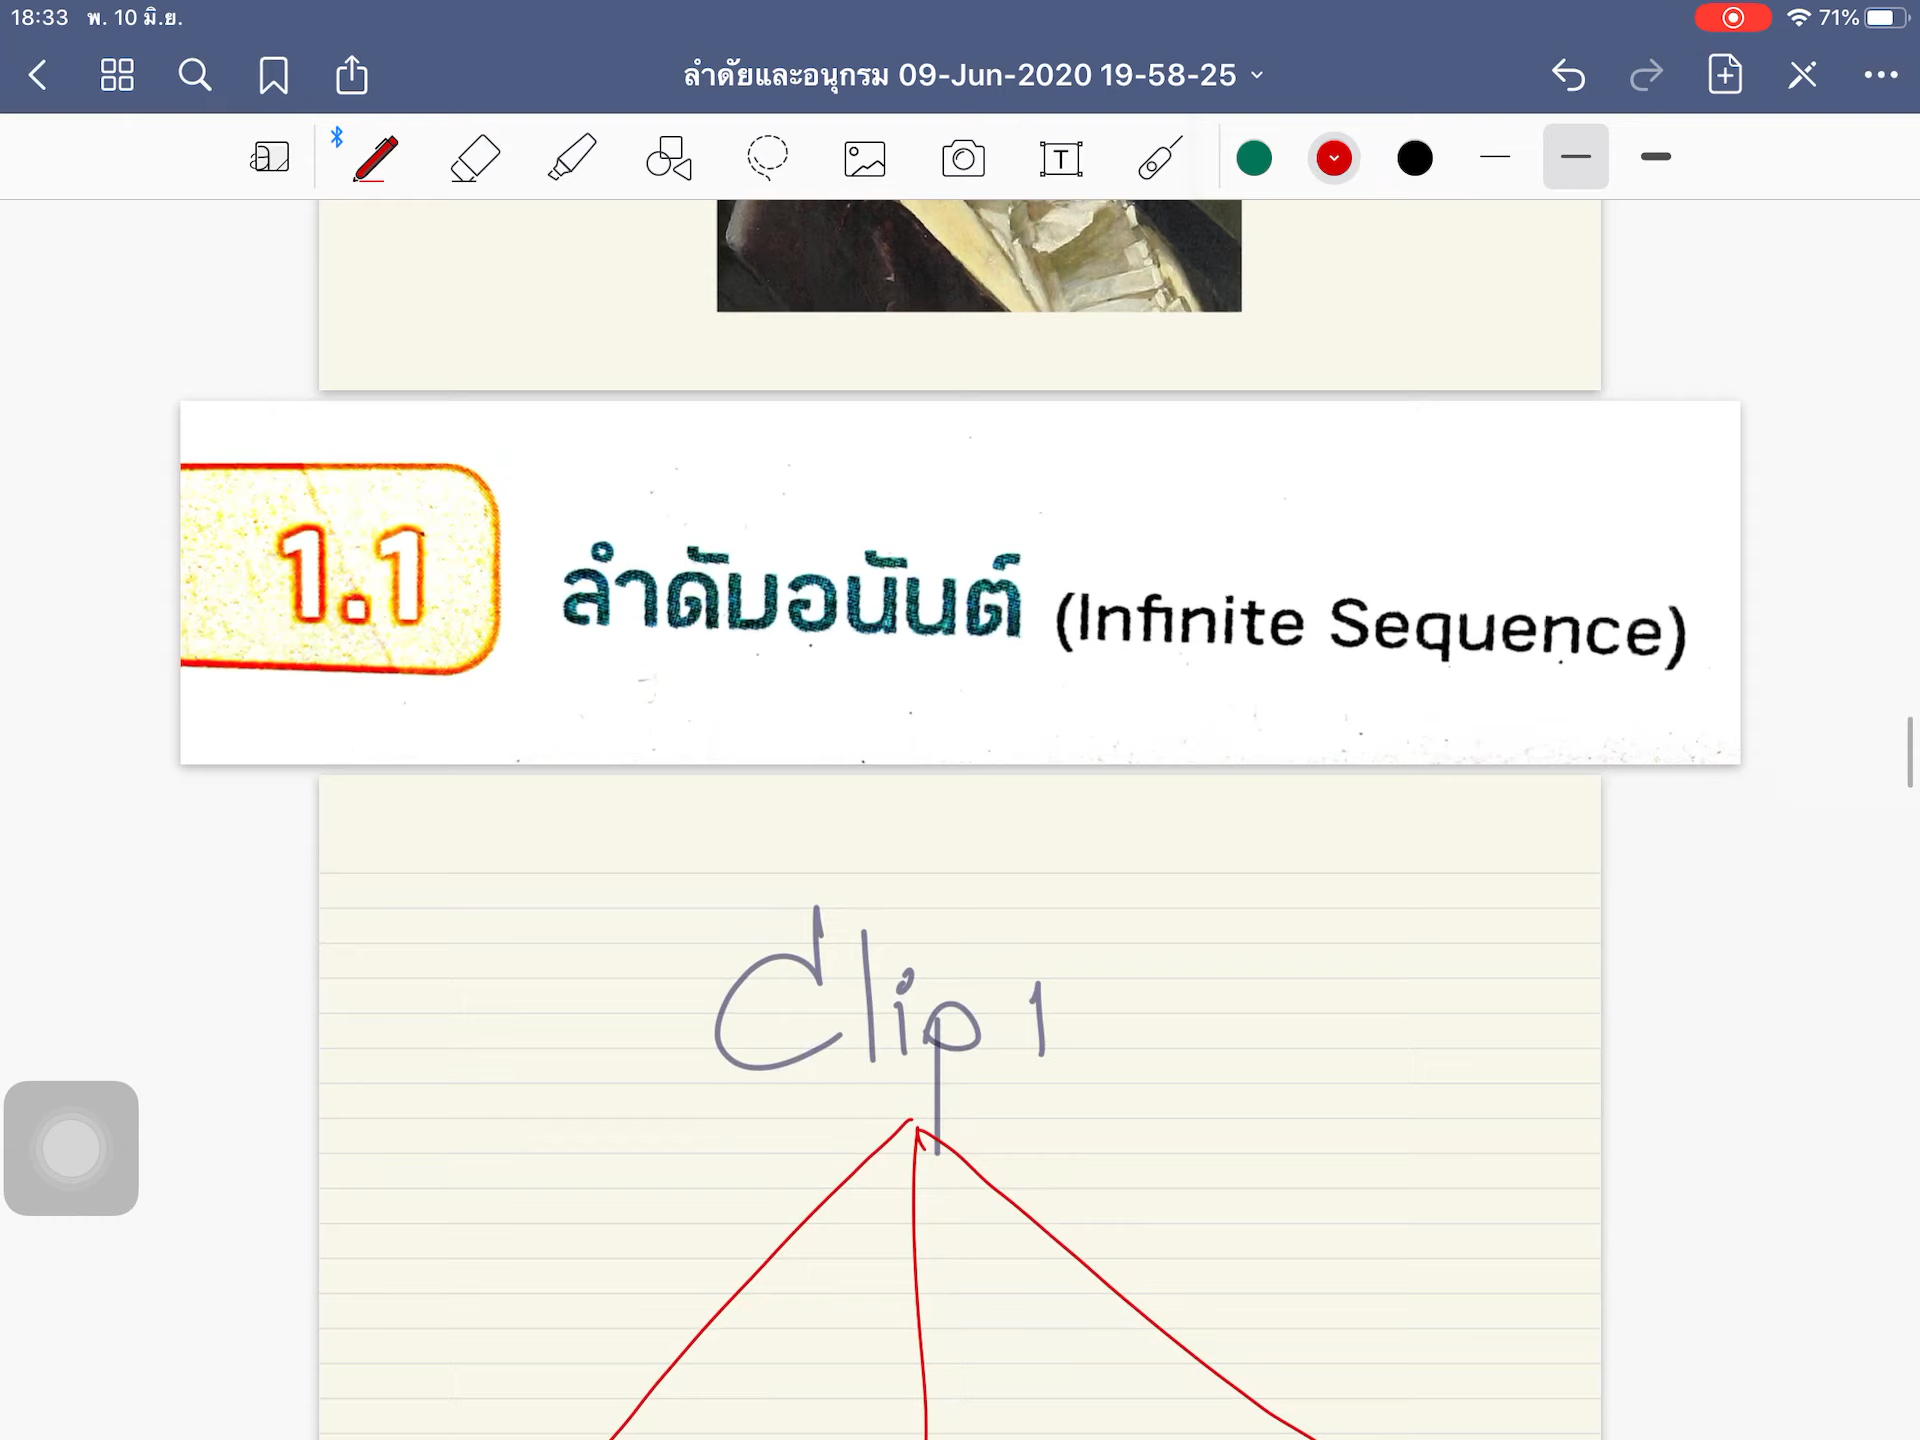 18:33 พ. 10 มิ.ย. 71%
ลำดัยและอนุกรม 09-Jun-2020 19-58-25
1.1 ลำดับอนันต์ (Infinite Sequence)
Clip 1